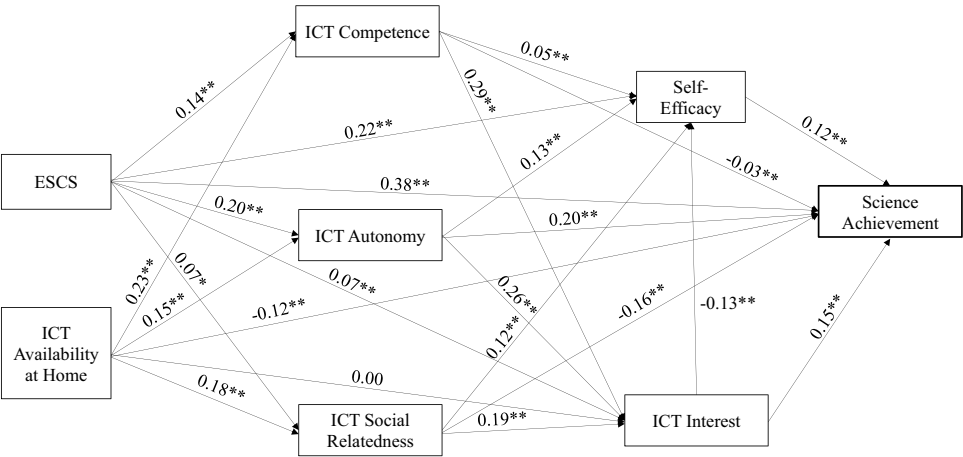 ICT Competence
0.05**
Self-
Efficacy
0.14**
0.29**
0.22**
0.13**
0.12**
-0.03**
ESCS
0.38**
Science
Achievement
0.20**
ICT Autonomy
0.20**
0.23**
0.07*
0.15**
0.07**
-0.12**
0.26**
-0.16**
-0.13**
0.15**
ICT
Availability
at Home
0.12**
0.00
0.18**
ICT Social
Relatedness
0.19**
ICT Interest